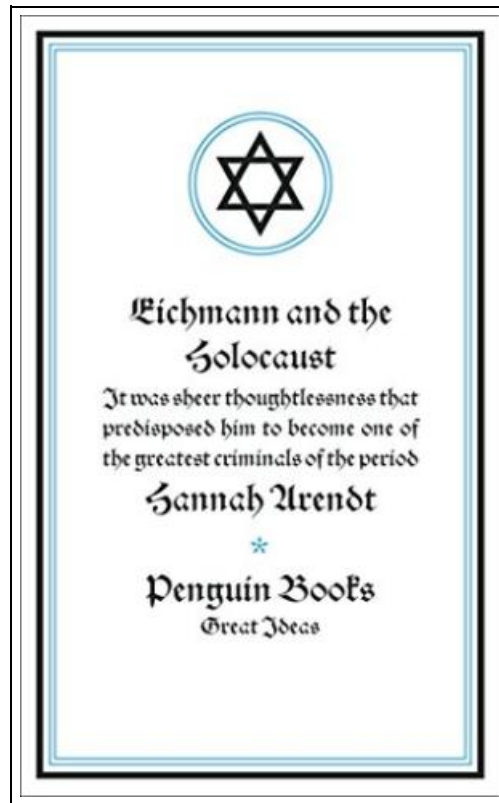 Eichmann and the
Holocaust
It was sheer thoughtlessness that
predisposed him to become one of
the greatest criminals of the period
Hannah Arendt
*
Penguin Books
Great Ideas